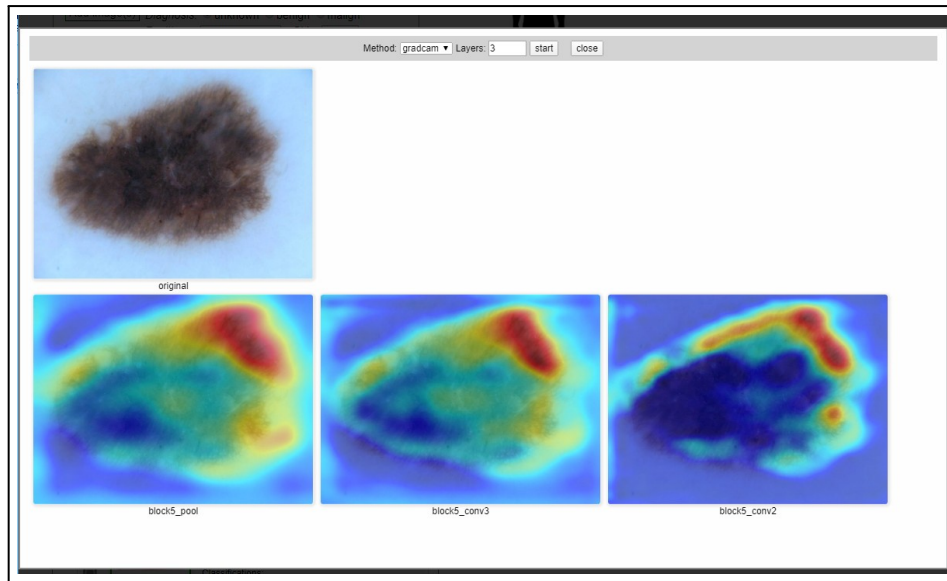 Diagnosis: unknown benign malign
Method: gradcam ▼ Layers: 3 start close
original
block5_pool block5_conv3 block5_conv2
Classifications: